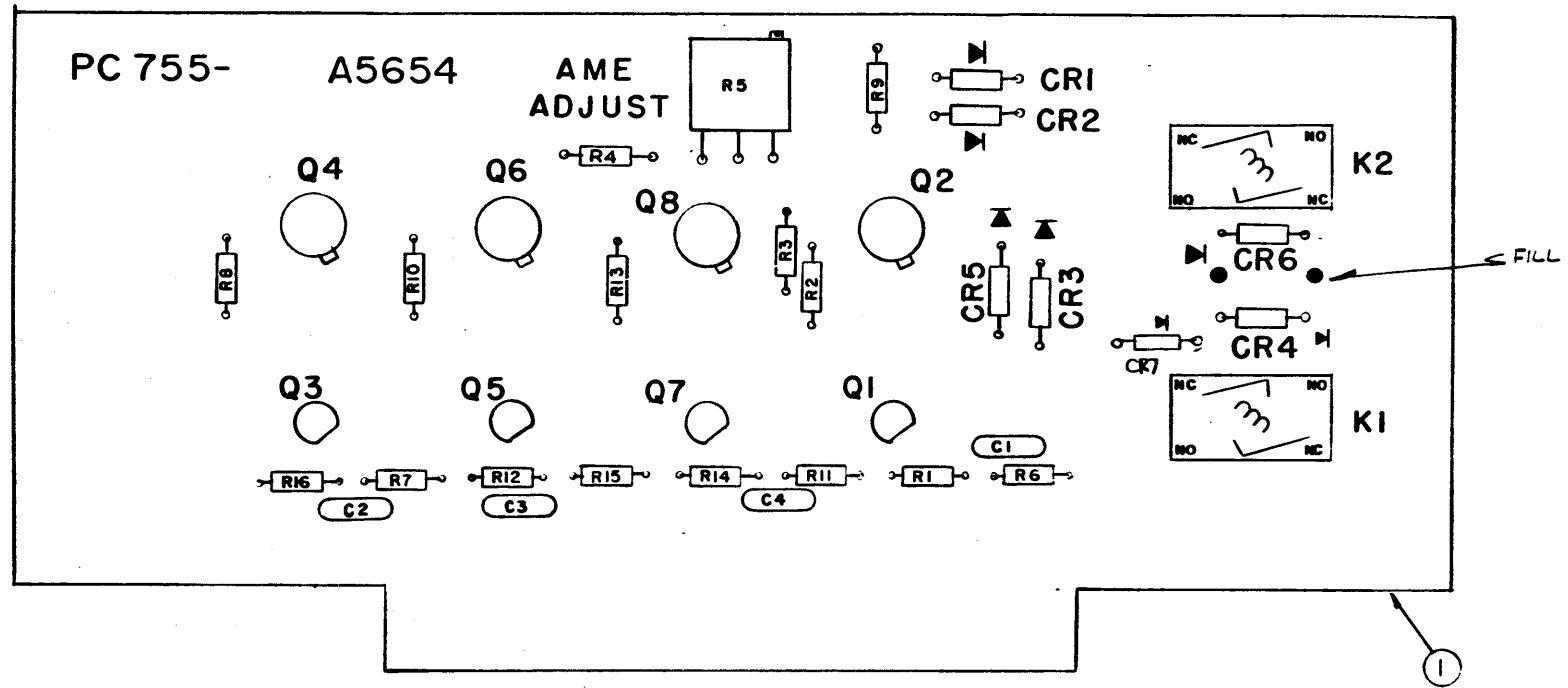 PC 755- A5654
AME
ADJUST
R5
R9
CR1
CR2
R4
NC NO
NO NC
K2
Q4
Q6
Q8
Q2
R8
R10
R13
R3
R2
CR5
CR3
CR6
FILL
CR4
CR7
NC NO
NO NC
K1
Q3
Q5
Q7
Q1
C1
R16
R7
R12
R15
R14
R11
R1
R6
C2
C3
C4
1